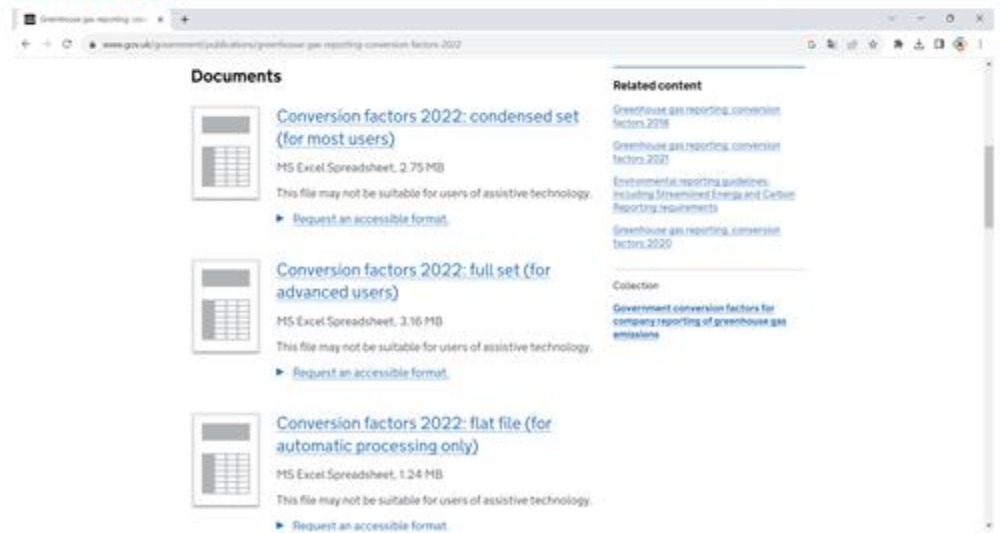 Greenhouse gas reporting: con
www.gov.uk/government/publications/greenhouse-gas-reporting-conversion-factors-2022
Documents
Conversion factors 2022: condensed set
(for most users)
MS Excel Spreadsheet, 2.75 MB
This file may not be suitable for users of assistive technology.
Request an accessible format.
Conversion factors 2022: full set (for
advanced users)
MS Excel Spreadsheet, 3.16 MB
This file may not be suitable for users of assistive technology.
Request an accessible format.
Conversion factors 2022: flat file (for
automatic processing only)
MS Excel Spreadsheet, 1.24 MB
This file may not be suitable for users of assistive technology.
Request an accessible format.
Related content
Greenhouse gas reporting: conversion
factors 2018
Greenhouse gas reporting: conversion
factors 2021
Environmental reporting guidelines:
including Streamlined Energy and Carbon
Reporting requirements
Greenhouse gas reporting: conversion
factors 2020
Collection
Government conversion factors for
company reporting of greenhouse gas
emissions